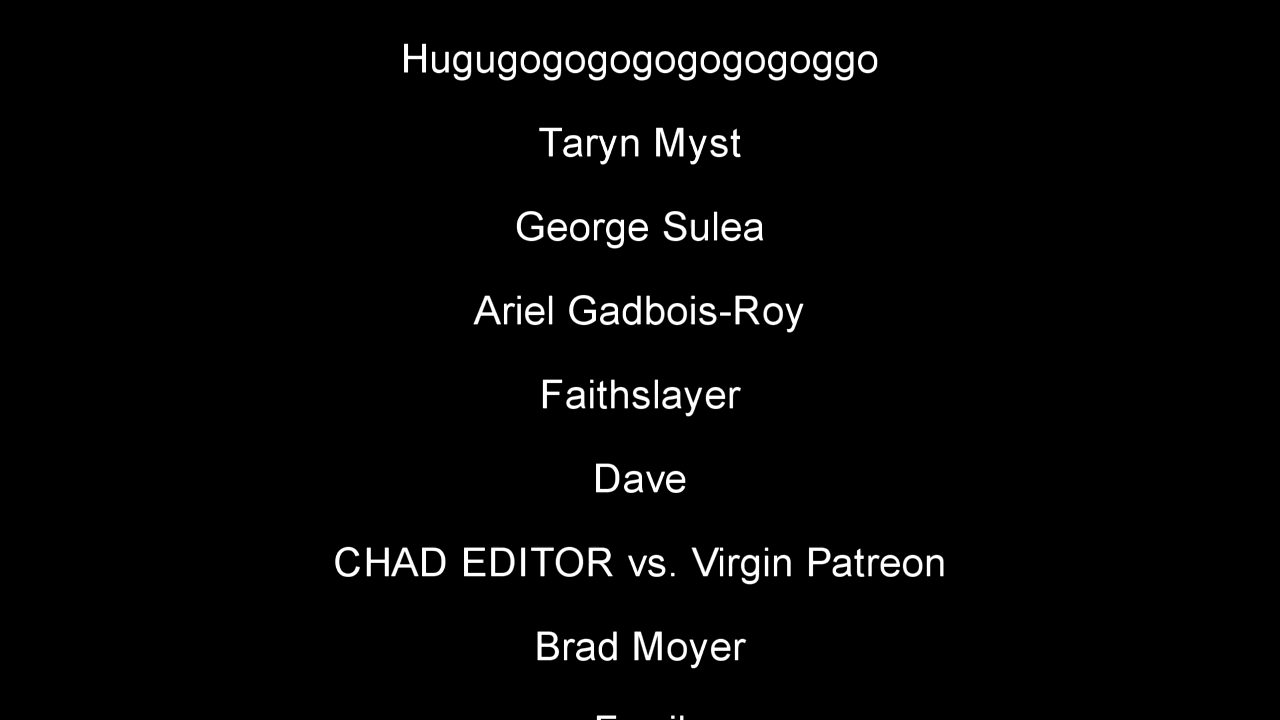 Hugugogogogogogogoggo
Taryn Myst
George Sulea
Ariel Gadbois-Roy
Faithslayer
Dave
CHAD EDITOR vs. Virgin Patreon
Brad Moyer